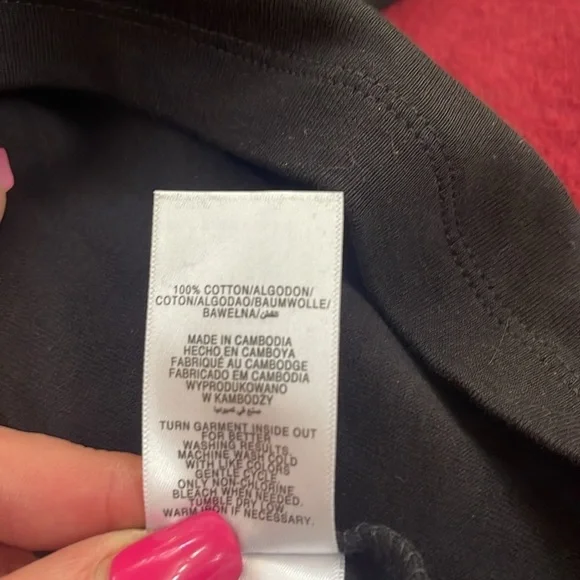 100% COTTON/ALGODON/
COTON/ALGODAO/BAUMWOLLE/
BAWEŁNA/القطن
MADE IN CAMBODIA
HECHO EN CAMBOYA
FABRIQUÉ AU CAMBODGE
FABRICADO EM CAMBODIA
WYPRODUKOWANO
W KAMBODZY
صنع في كمبوديا
TURN GARMENT INSIDE OUT
FOR BETTER
WASHING RESULTS.
MACHINE WASH COLD
WITH LIKE COLORS
GENTLE CYCLE
ONLY NON-CHLORINE
BLEACH WHEN NEEDED.
TUMBLE DRY LOW.
WARM IRON IF NECESSARY.